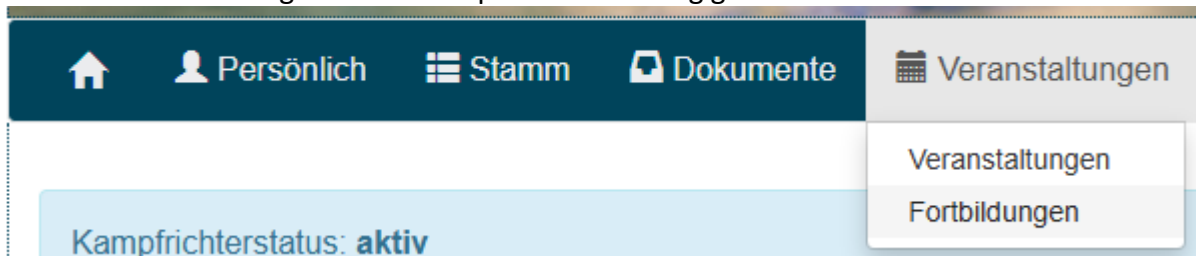 Persönlich Stamm Dokumente Veranstaltungen
Veranstaltungen
Fortbildungen
Kampfrichterstatus: aktiv